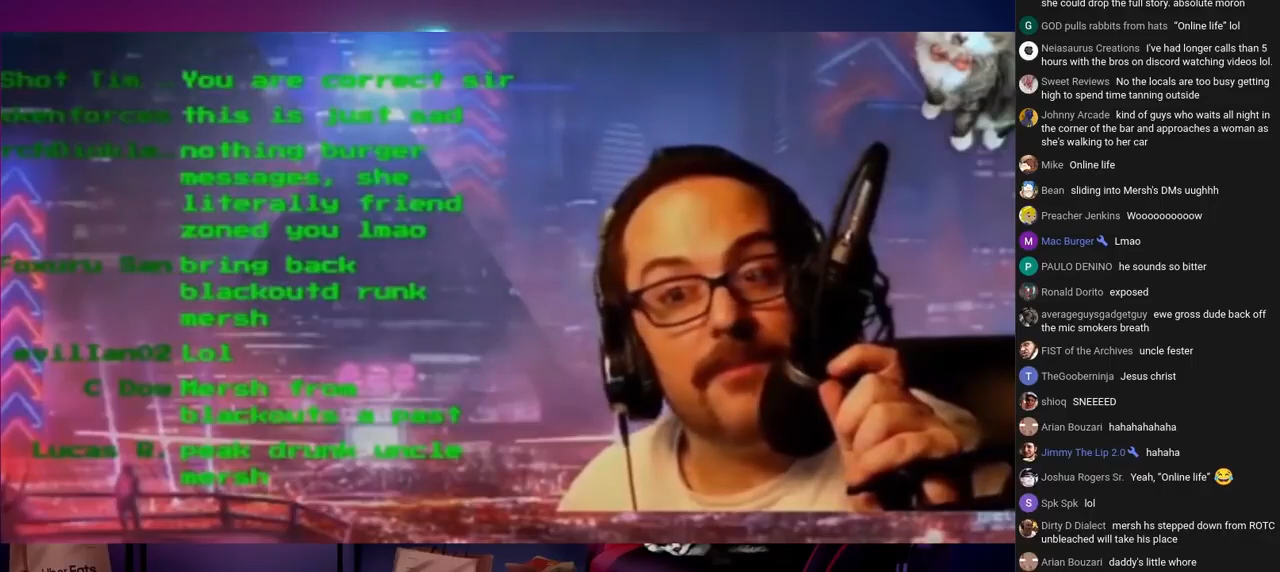 Shot Tim... You are correct sir
this is just sad
nothing burger
messages, she
literally friend
zoned you lmao
bring back
blackoutd runk
mersh
evilIan02 Lol
C Dow Mersh from
blackouts a past
Lucas R. peak drunk uncle
mersh
Uber Eats
she could drop the full story. absolute moron
GOD pulls rabbits from hats “Online life” lol
Neiasaurus Creations I've had longer calls than 5
hours with the bros on discord watching videos lol.
Sweet Reviews No the locals are too busy getting
high to spend time tanning outside
Johnny Arcade kind of guys who waits all night in
the corner of the bar and approaches a woman as
she's walking to her car
Mike Online life
Bean sliding into Mersh's DMs uughhh
Preacher Jenkins Woooooooooow
M Mac Burger Lmao
P PAULO DENINO he sounds so bitter
Ronald Dorito exposed
averageguysgadgetguy ewe gross dude back off
the mic smokers breath
FIST of the Archives uncle fester
T TheGooberninja Jesus christ
shioq SNEEEED
Arian Bouzari hahahahahaha
Jimmy The Lip 2.0 hahaha
Joshua Rogers Sr. Yeah, “Online life” 😂
S Spk Spk lol
Dirty D Dialect mersh hs stepped down from ROTC
unbleached will take his place
Arian Bouzari daddy's little whore